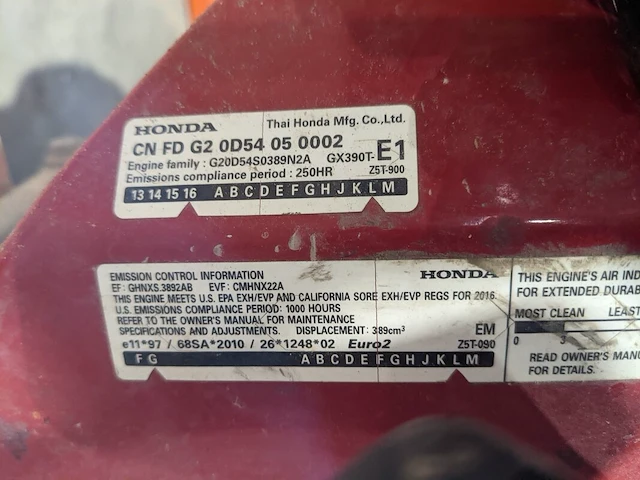 HONDA Thai Honda Mfg. Co., Ltd.
CN FD G2 0D54 05 0002
Engine family : G20D54S0389N2A GX390T-E1
Emissions compliance period : 250HR Z5T-900
13 14 15 16 A B C D E F G H J K L M
EMISSION CONTROL INFORMATION HONDA
EF: GHNXS.3892AB EVF: CMHNX22A
THIS ENGINE MEETS U.S. EPA EXH/EVP AND CALIFORNIA SORE EXH/EVP REGS FOR 2016.
U.S. EMISSIONS COMPLIANCE PERIOD: 1000 HOURS
REFER TO THE OWNER'S MANUAL FOR MAINTENANCE
SPECIFICATIONS AND ADJUSTMENTS. DISPLACEMENT: 389cm³ EM
e11*97 / 68SA*2010 / 26*1248*02 Euro2 Z5T-090
F G A B C D E F G H J K L M
THIS ENGINE'S AIR IND
FOR EXTENDED DURAB
MOST CLEAN LEAST
0 3
READ OWNER'S MANUA
FOR DETAILS.